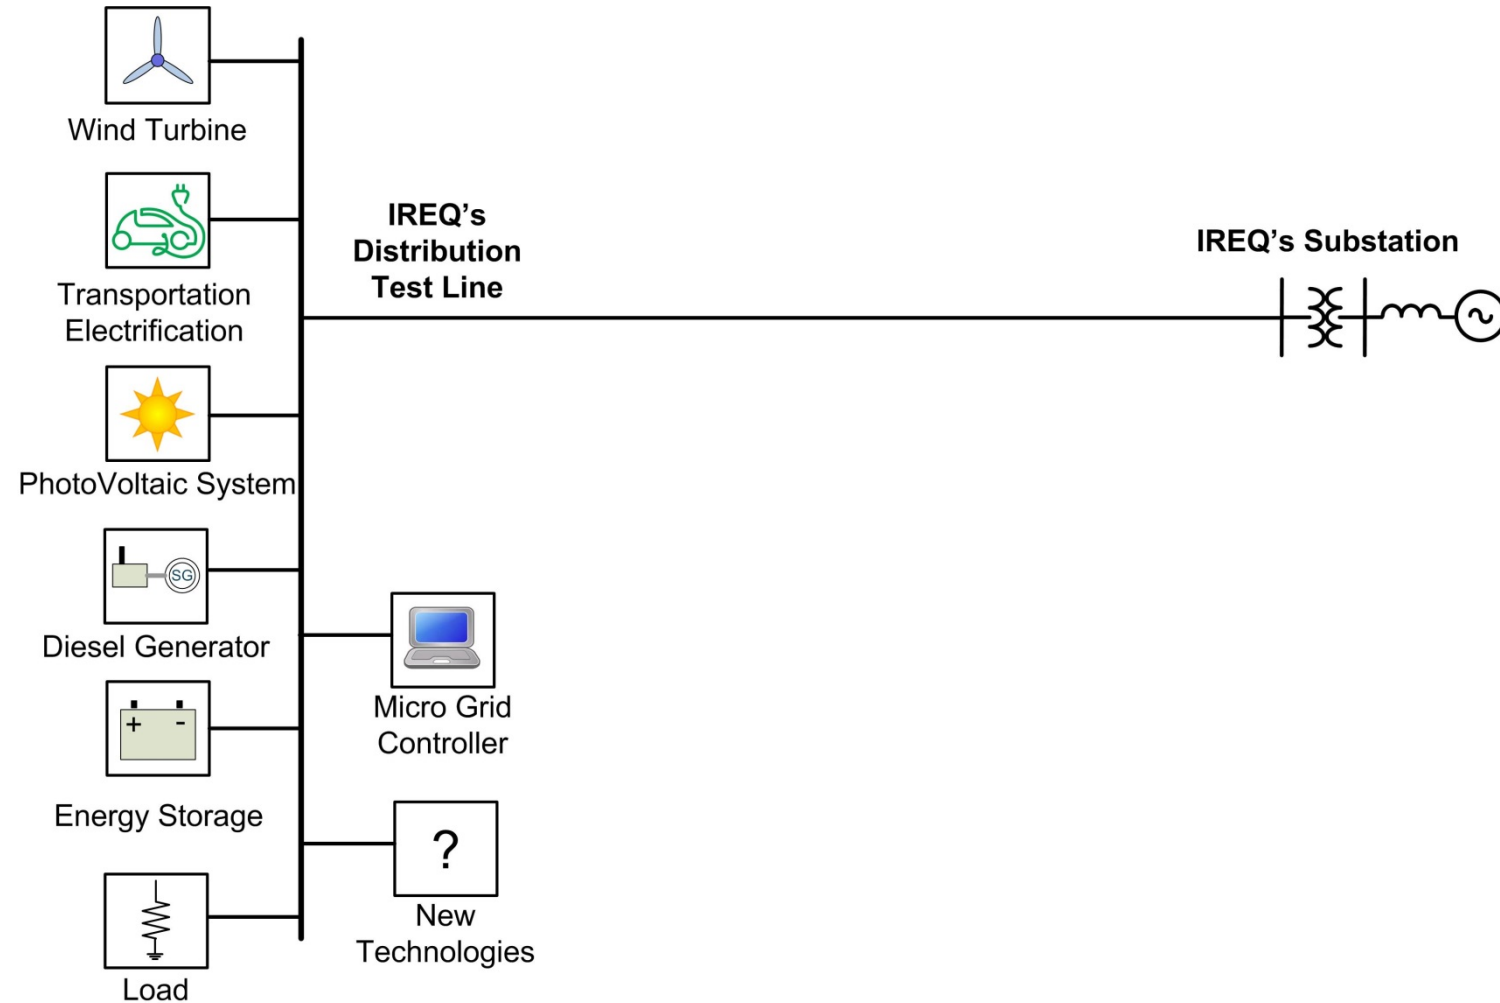 Wind Turbine
Transportation
Electrification
PhotoVoltaic System
SG
Diesel Generator
+ -
Energy Storage
Load
IREQ's
Distribution
Test Line
Micro Grid
Controller
?
New
Technologies
IREQ's Substation